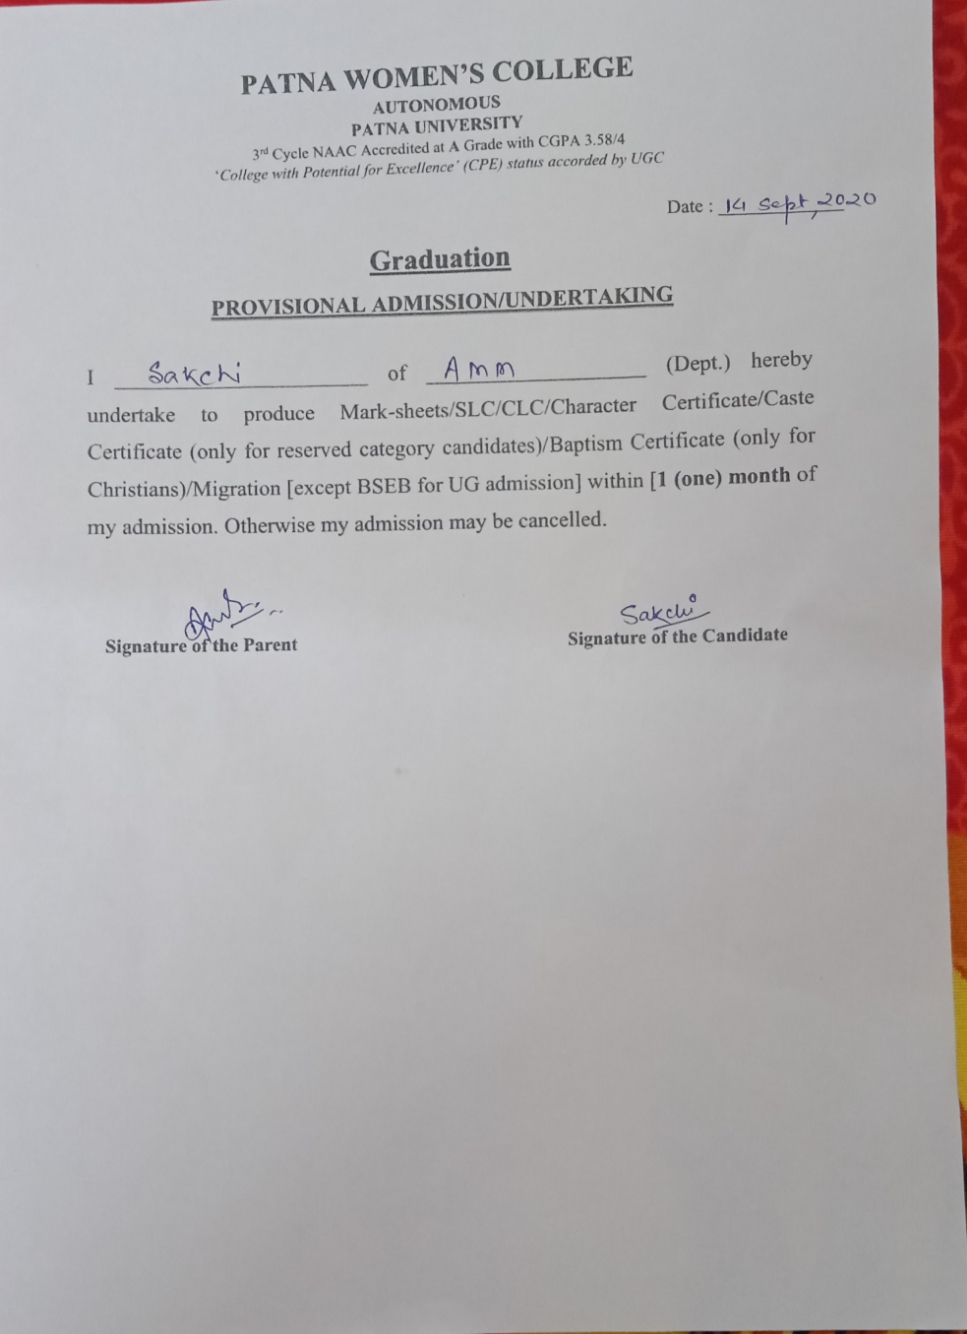 PATNA WOMEN'S COLLEGE
AUTONOMOUS
PATNA UNIVERSITY
3rd Cycle NAAC Accredited at A Grade with CGPA 3.58/4
'College with Potential for Excellence' (CPE) status accorded by UGC
Date : 14 Sept, 2020
Graduation
PROVISIONAL ADMISSION/UNDERTAKING
I Sakchi of Amm (Dept.) hereby
undertake to produce Mark-sheets/SLC/CLC/Character Certificate/Caste
Certificate (only for reserved category candidates)/Baptism Certificate (only for
Christians)/Migration [except BSEB for UG admission] within [1 (one) month of
my admission. Otherwise my admission may be cancelled.
Sakchi
Signature of the Parent Signature of the Candidate